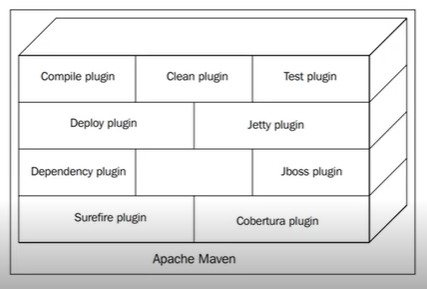 Compile plugin
Clean plugin
Test plugin
Deploy plugin
Jetty plugin
Dependency plugin
Jboss plugin
Surefire plugin
Cobertura plugin
Apache Maven